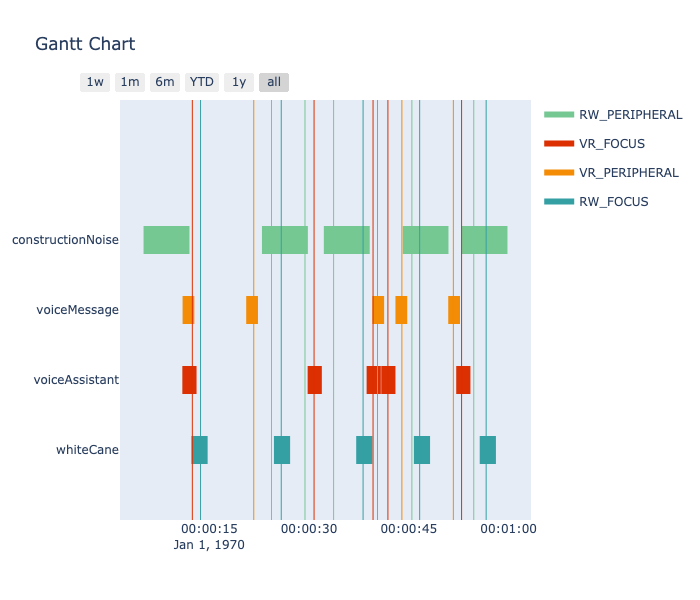 Gantt Chart
1w 1m 6m YTD 1y all
RW_PERIPHERAL
VR_FOCUS
VR_PERIPHERAL
RW_FOCUS
constructionNoise
voiceMessage
voiceAssistant
whiteCane
00:00:15 00:00:30 00:00:45 00:01:00
Jan 1, 1970